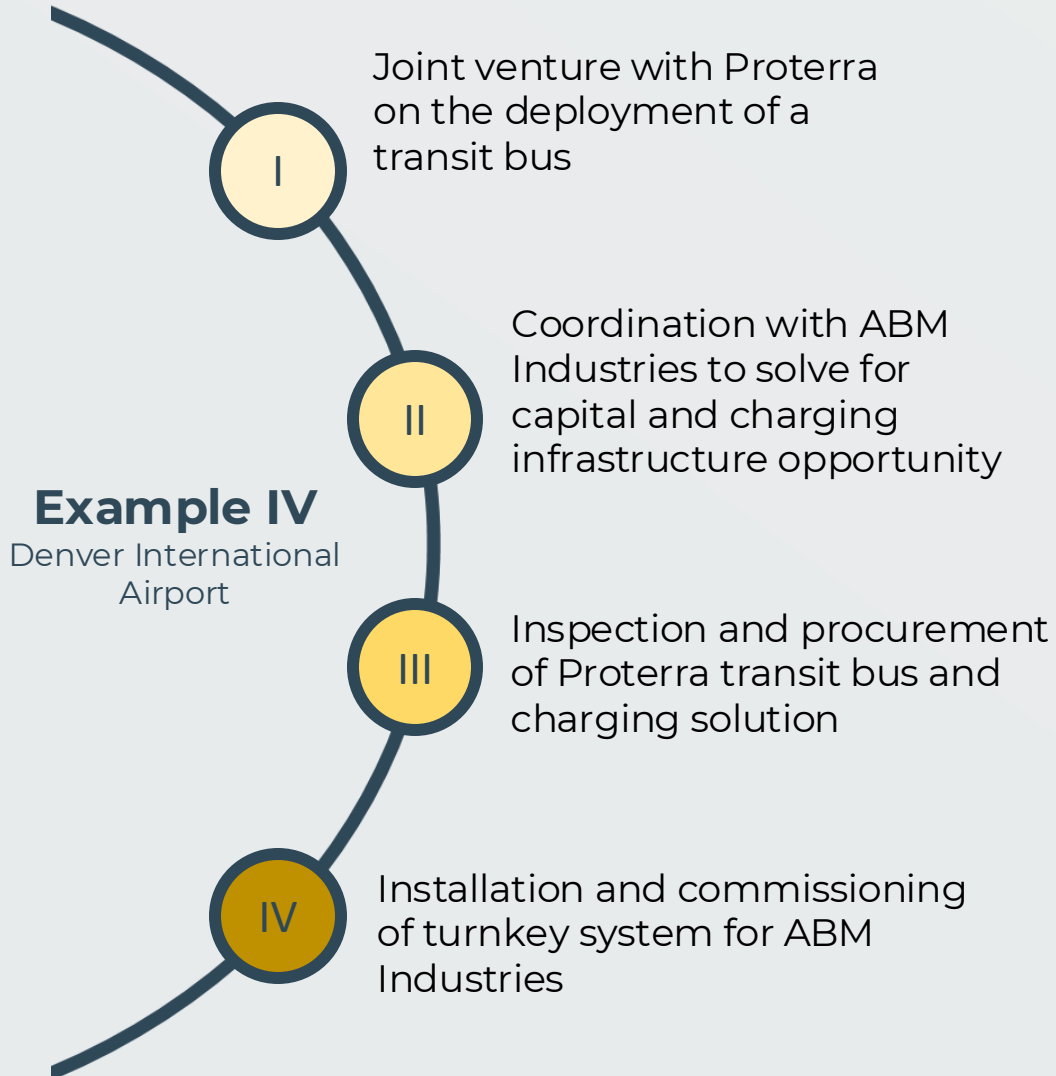 Joint venture with Proterra
on the deployment of a
transit bus
I
Coordination with ABM
Industries to solve for
capital and charging
infrastructure opportunity
II
Example IV
Denver International
Airport
Inspection and procurement
of Proterra transit bus and
charging solution
III
Installation and commissioning
of turnkey system for ABM
Industries
IV